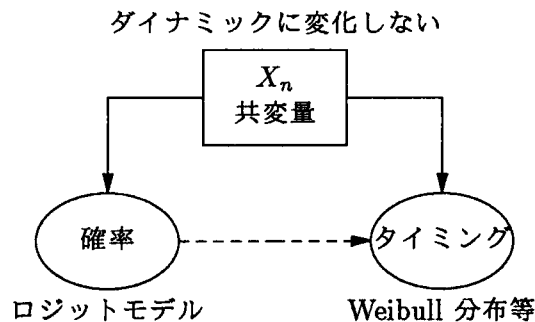 ダイナミックに変化しない
X_n
共変量
確率
タイミング
ロジットモデル
Weibull 分布等